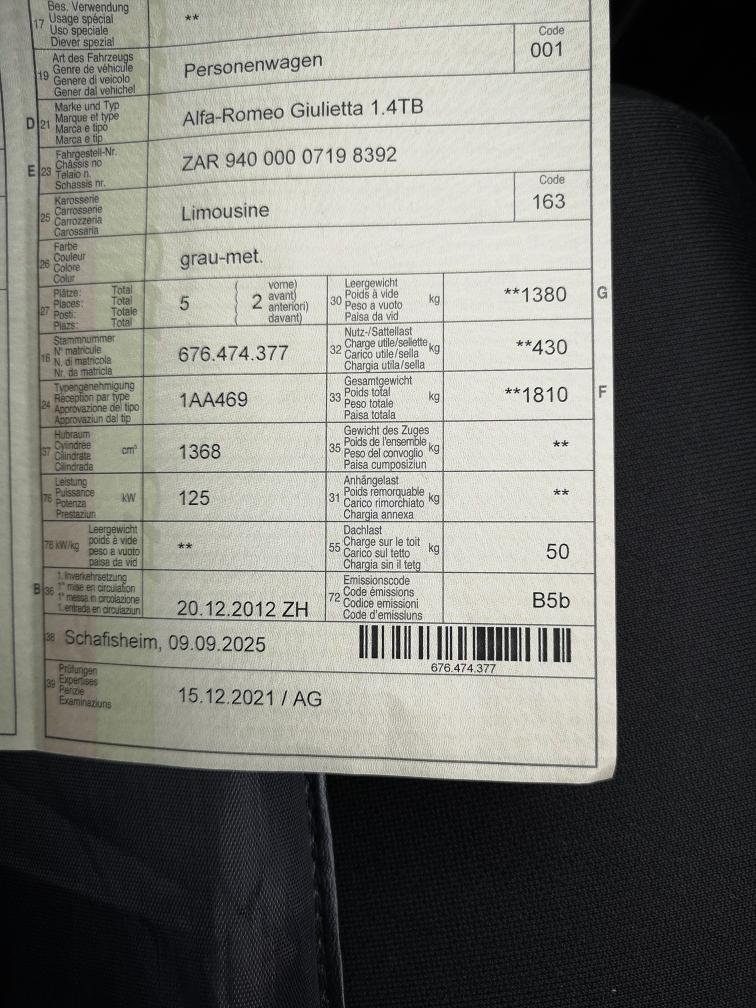 Bes. Verwendung
17 Usage spécial
Uso speciale
Diever spezial
**
Art des Fahrzeugs
19 Genre de véhicule
Genere di veicolo
Gener dal vehichel
Personenwagen
Code
001
Marke und Typ
D 21 Marque et type
Marca e tipo
Marca e tip
Alfa-Romeo Giulietta 1.4TB
Fahrgestell-Nr.
E 23 Châssis no
Telaio n.
Schassis nr.
ZAR 940 000 0719 8392
Karosserie
25 Carrosserie
Carrozzeria
Carossaria
Limousine
Code
163
Farbe
26 Couleur
Colore
Colur
grau-met.
Plätze: Total
27 Places: Total
Posti: Totale
Plazs: Total
5
( 2 vorne)
avant)
anteriori)
davant)
Leergewicht
30 Poids à vide kg
Peso a vuoto
Paisa da vid
**1380
G
Stammnummer
18 N° matricule
N. di matricola
Nr. da matricla
676.474.377
Nutz-/Sattellast
32 Charge utile/sellette kg
Carico utile/sella
Chargia utila/sella
**430
Typengenehmigung
24 Réception par type
Approvazione del tipo
Approvaziun dal tip
1AA469
Gesamtgewicht
33 Poids total kg
Peso totale
Paisa totala
**1810
F
Hubraum
37 Cylindrée cm³
Cilindrata
Cilindrada
1368
Gewicht des Zuges
35 Poids de l'ensemble kg
Peso del convoglio
Paisa cumposiziun
**
Leistung
76 Puissance kW
Potenza
Prestaziun
125
Anhängelast
31 Poids remorquable kg
Carico rimorchiato
Chargia annexa
**
Leergewicht
78 kW/kg poids à vide
peso a vuoto
paisa da vid
**
Dachlast
55 Charge sur le toit kg
Carico sul tetto
Chargia sin il tetg
50
1. Inverkehrsetzung
B 36 1re mise en circulation
1a messa in circolazione
1. entrada en circulaziun
20.12.2012 ZH
Emissionscode
72 Code émissions
Codice emissioni
Code d'emissiuns
B5b
38 Schafisheim, 09.09.2025
676.474.377
Prüfungen
39 Expertises
Perizie
Examinaziuns
15.12.2021 / AG